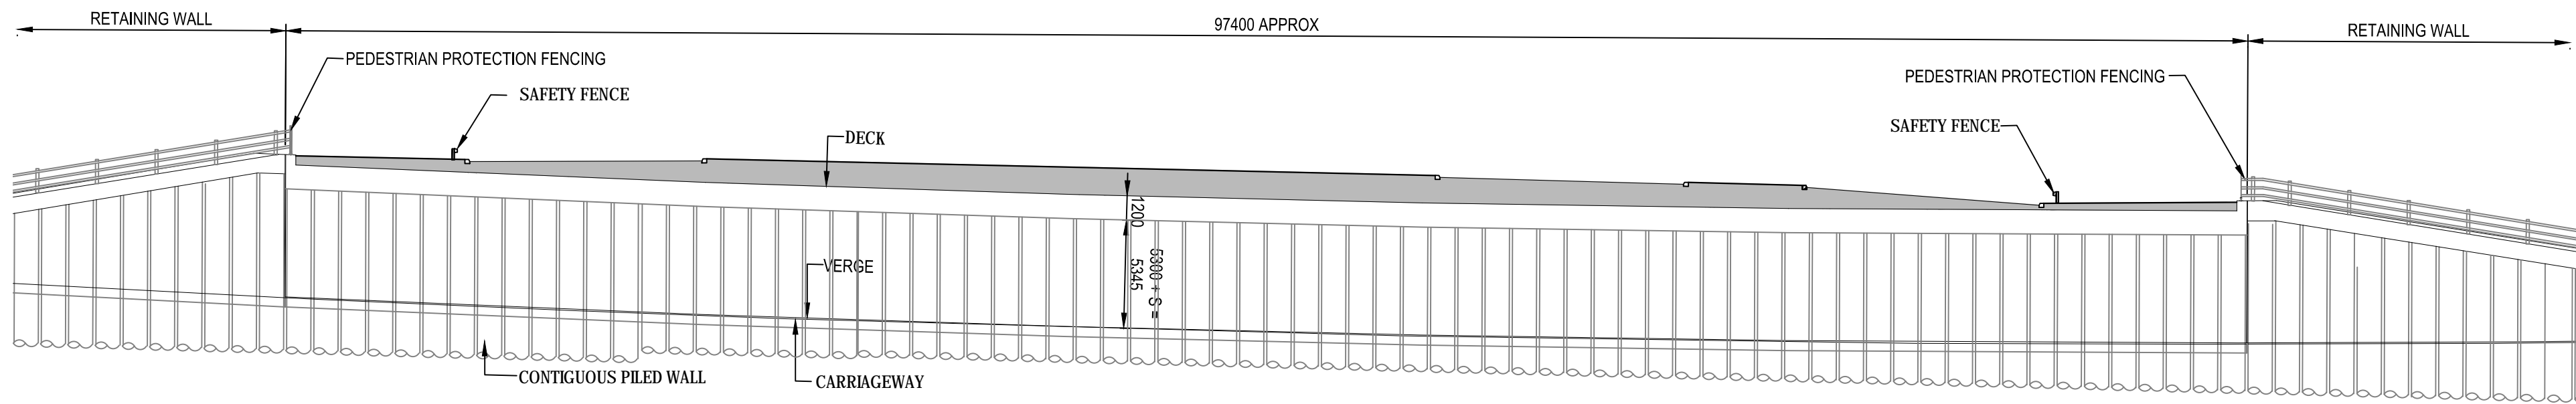 RETAINING WALL
97400 APPROX
RETAINING WALL
PEDESTRIAN PROTECTION FENCING
PEDESTRIAN PROTECTION FENCING
SAFETY FENCE
SAFETY FENCE
DECK
1200
5300 + S =
5345
VERGE
CONTIGUOUS PILED WALL
CARRIAGEWAY